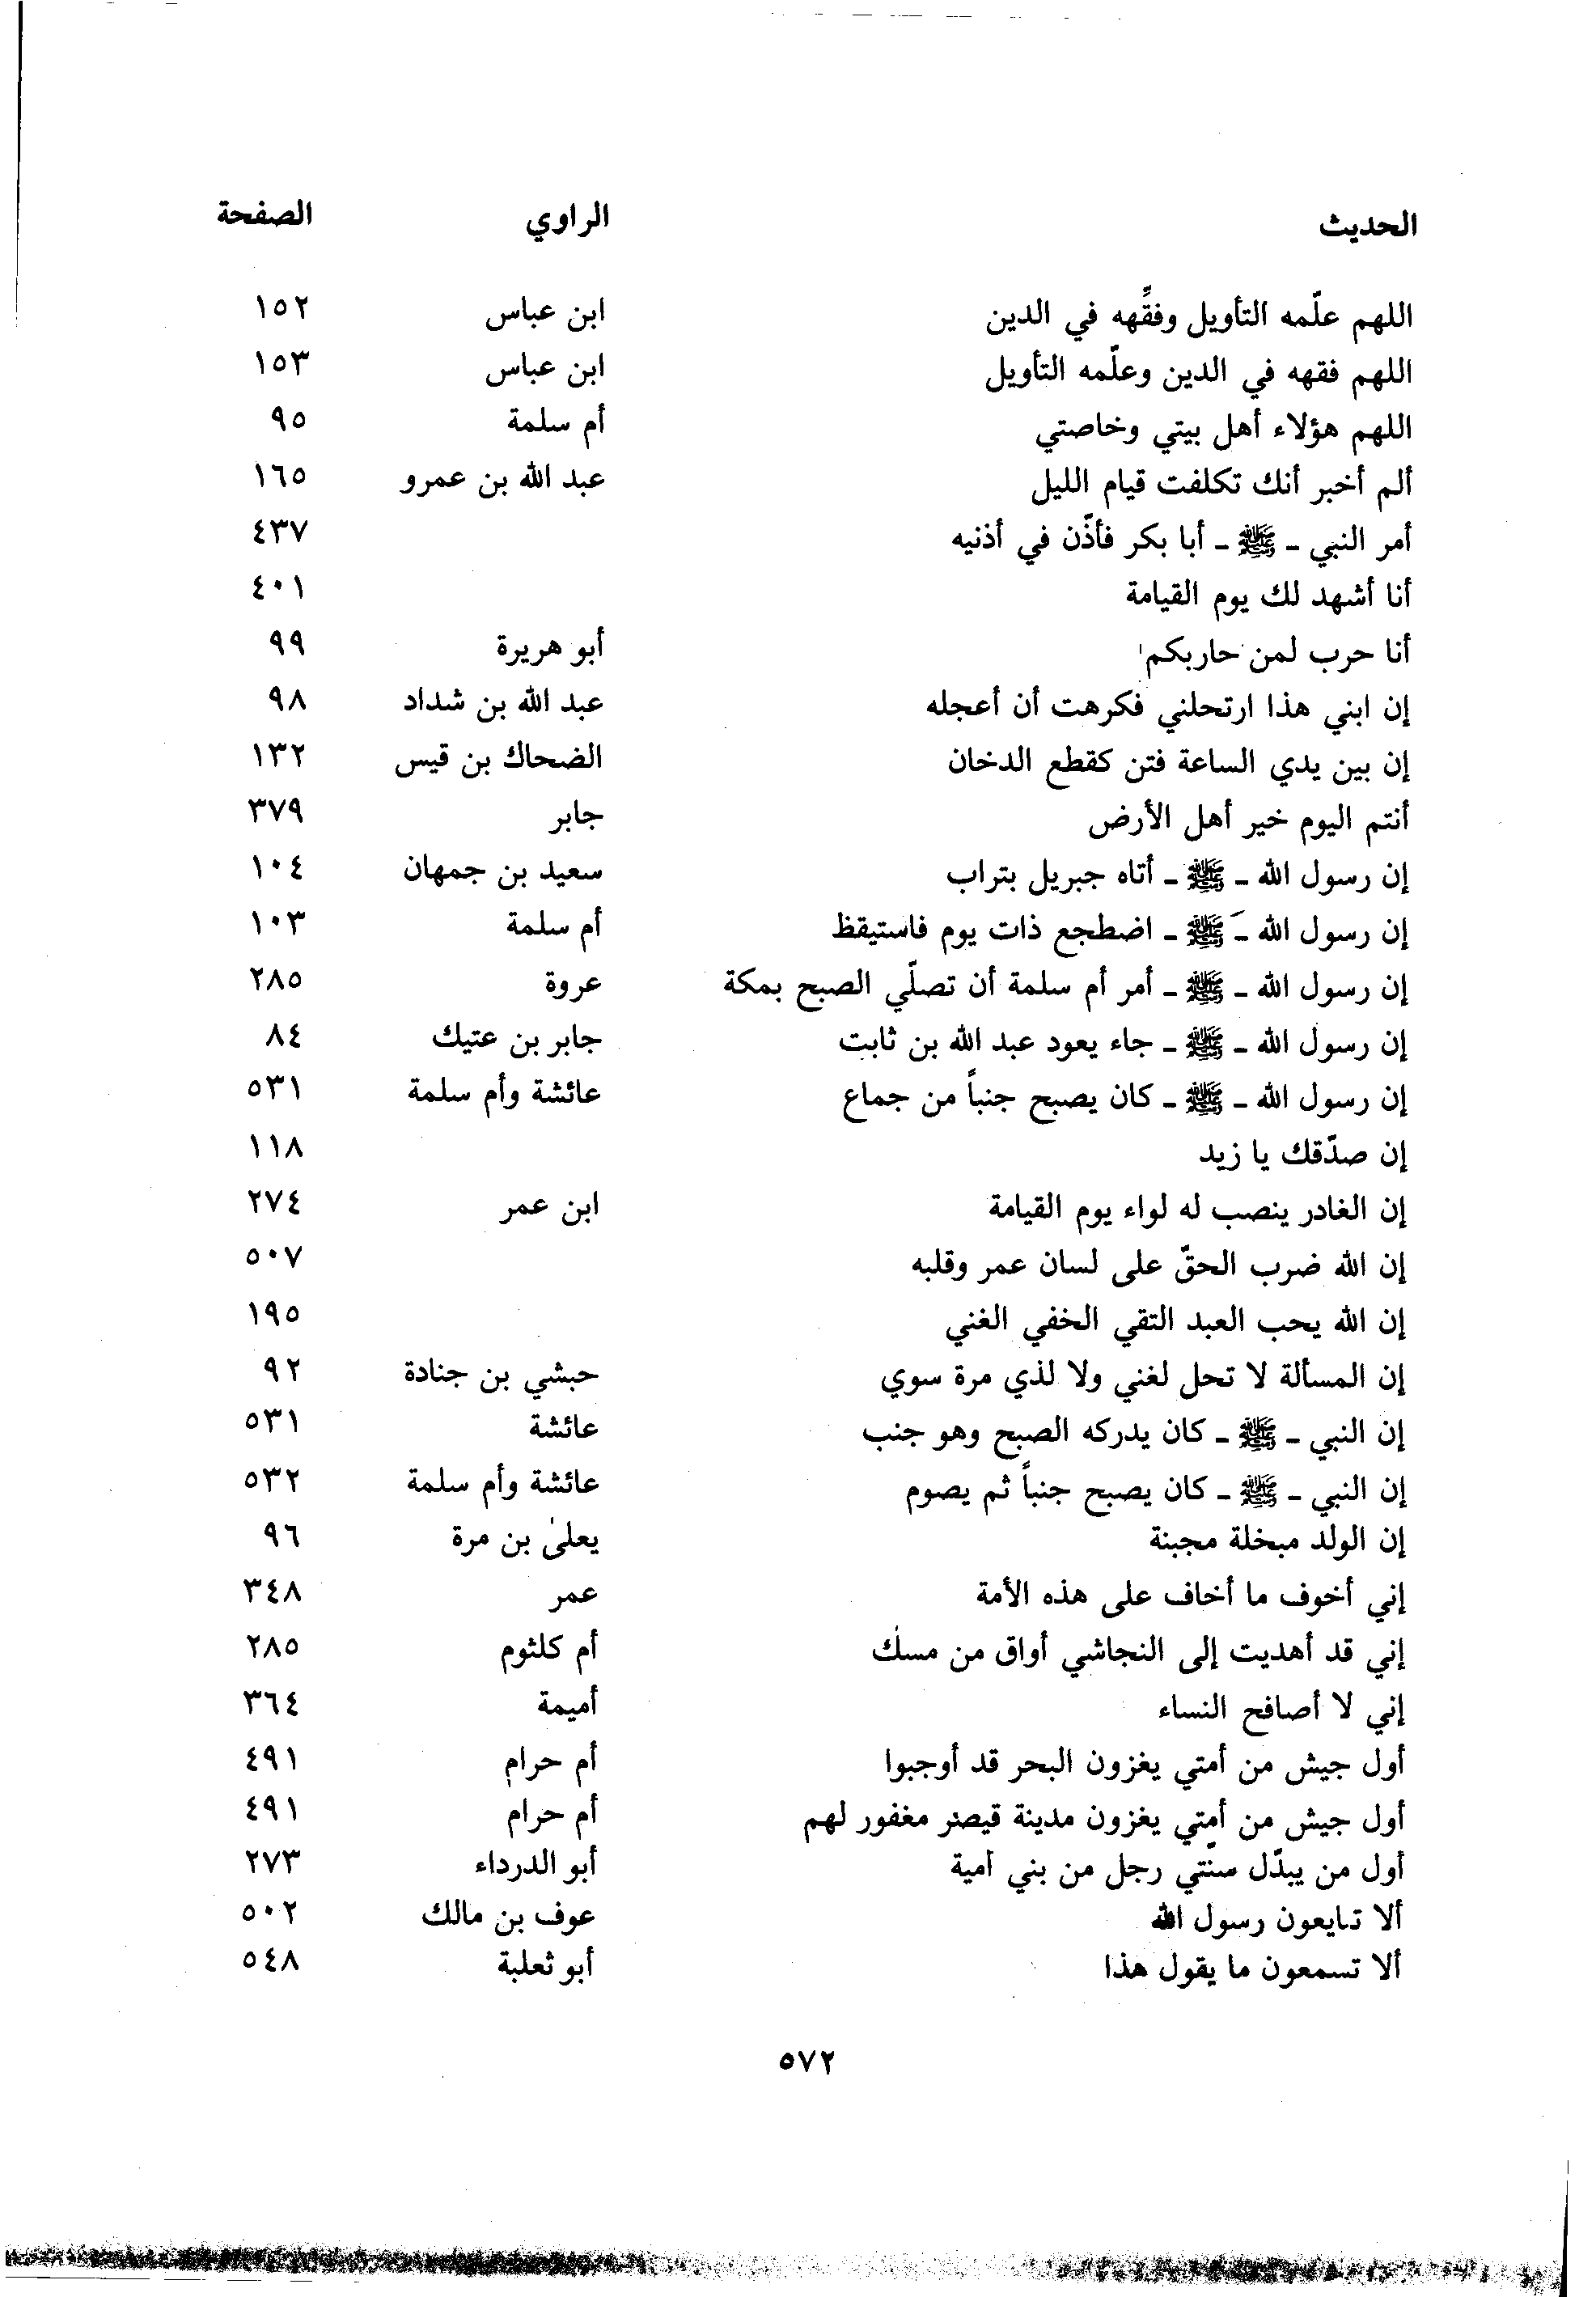 الحديث الراوي الصفحة
اللهم علّمه التأويل وفقِّهه في الدين ابن عباس ١٥٢
اللهم فقهه في الدين وعلّمه التأويل ابن عباس ١٥٣
اللهم هؤلاء أهل بيتي وخاصتي أم سلمة ٩٥
ألم أخبر أنك تكلفت قيام الليل عبد الله بن عمرو ١٦٥
أمر النبي - ﷺ - أبا بكر فأذّن في أذنيه ٤٣٧
أنا أشهد لك يوم القيامة ٤٠١
أنا حرب لمن حاربكم أبو هريرة ٩٩
إن ابني هذا ارتحلني فكرهت أن أعجله عبد الله بن شداد ٩٨
إن بين يدي الساعة فتن كقطع الدخان الضحاك بن قيس ١٣٢
أنتم اليوم خير أهل الأرض جابر ٣٧٩
إن رسول الله - ﷺ - أتاه جبريل بتراب سعيد بن جمهان ١٠٤
إن رسول الله - ﷺ - اضطجع ذات يوم فاستيقظ أم سلمة ١٠٣
إن رسول الله - ﷺ - أمر أم سلمة أن تصلّي الصبح بمكة عروة ٢٨٥
إن رسول الله - ﷺ - جاء يعود عبد الله بن ثابت جابر بن عتيك ٨٤
إن رسول الله - ﷺ - كان يصبح جنباً من جماع عائشة وأم سلمة ٥٣١
إن صدّقك يا زيد ١١٨
إن الغادر ينصب له لواء يوم القيامة ابن عمر ٢٧٤
إن الله ضرب الحقّ على لسان عمر وقلبه ٥٠٧
إن الله يحب العبد التقي الخفي الغني ١٩٥
إن المسألة لا تحل لغني ولا لذي مرة سوي حبشي بن جنادة ٩٢
إن النبي - ﷺ - كان يدركه الصبح وهو جنب عائشة ٥٣١
إن النبي - ﷺ - كان يصبح جنباً ثم يصوم عائشة وأم سلمة ٥٣٢
إن الولد مبخلة مجبنة يعلىٰ بن مرة ٩٦
إني أخوف ما أخاف على هذه الأمة عمر ٣٤٨
إني قد أهديت إلى النجاشي أواق من مسك أم كلثوم ٢٨٥
إني لا أصافح النساء أميمة ٣٦٤
أول جيش من أمتي يغزون البحر قد أوجبوا أم حرام ٤٩١
أول جيش من أمتي يغزون مدينة قيصر مغفور لهم أم حرام ٤٩١
أول من يبدّل سنّتي رجل من بني أمية أبو الدرداء ٢٧٣
ألا تبايعون رسول الله عوف بن مالك ٥٠٢
ألا تسمعون ما يقول هذا أبو ثعلبة ٥٤٨
٥٧٢